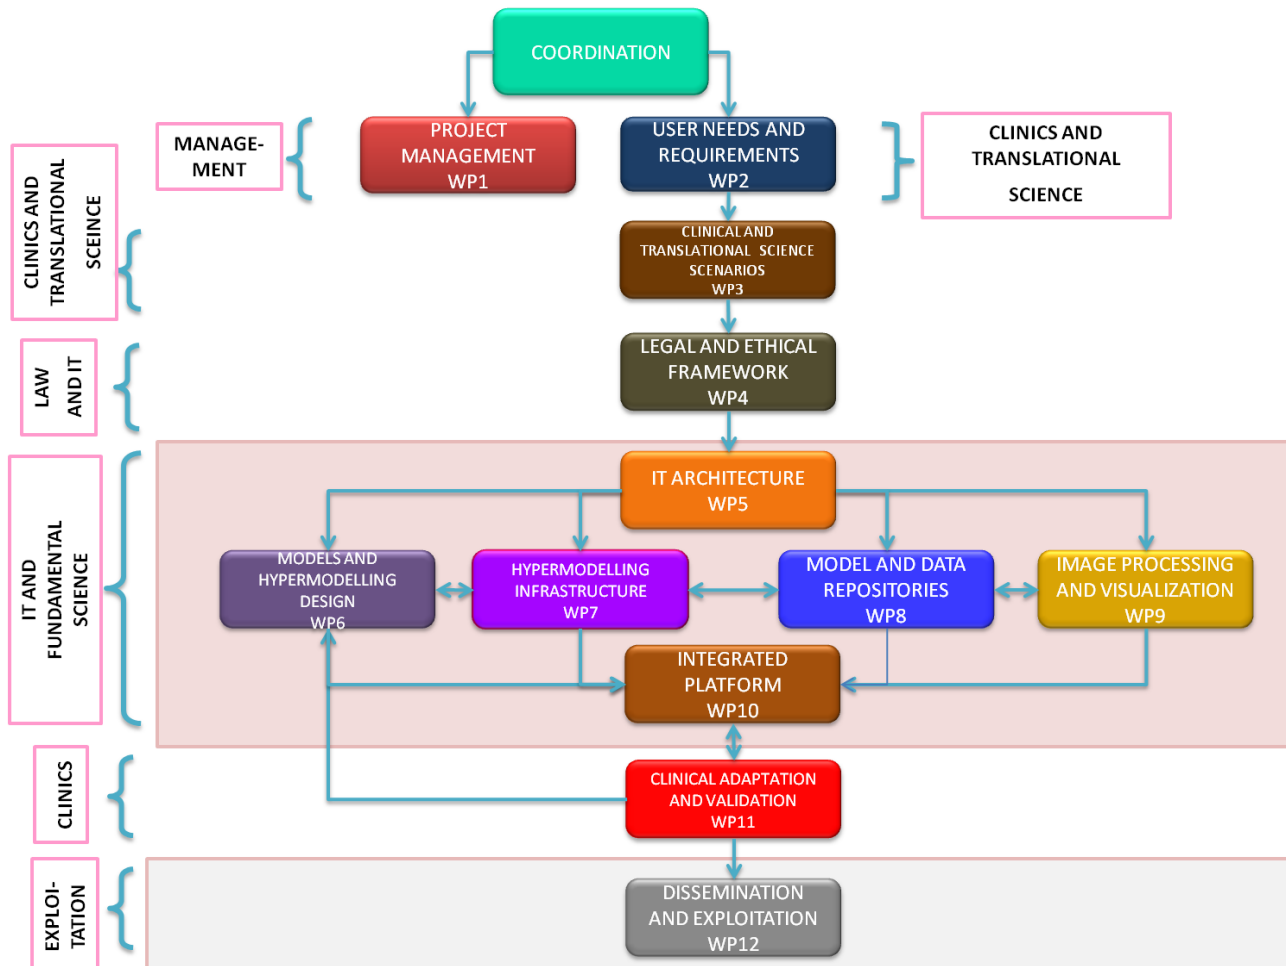 COORDINATION
MANAGE-
MENT
PROJECT
MANAGEMENT
WP1
USER NEEDS AND
REQUIREMENTS
WP2
CLINICS AND
TRANSLATIONAL
SCIENCE
CLINICS AND
TRANSLATIONAL
SCEINCE
CLINICAL AND
TRANSLATIONAL SCIENCE
SCENARIOS
WP3
LAW
AND IT
LEGAL AND ETHICAL
FRAMEWORK
WP4
IT AND
FUNDAMENTAL
SCIENCE
IT ARCHITECTURE
WP5
MODELS AND
HYPERMODELLING
DESIGN
WP6
HYPERMODELLING
INFRASTRUCTURE
WP7
MODEL AND DATA
REPOSITORIES
WP8
IMAGE PROCESSING
AND VISUALIZATION
WP9
INTEGRATED
PLATFORM
WP10
CLINICS
CLINICAL ADAPTATION
AND VALIDATION
WP11
EXPLOI-
TATION
DISSEMINATION
AND EXPLOITATION
WP12